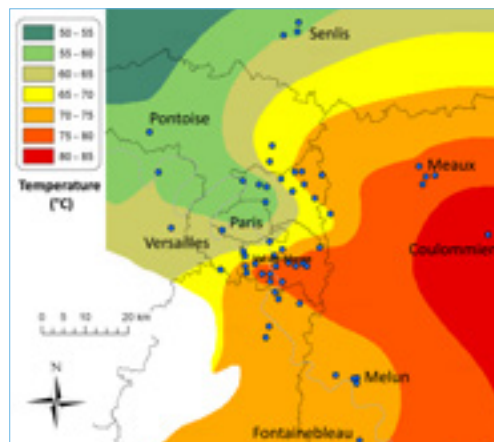 50 - 55
55 - 60
60 - 65
65 - 70
70 - 75
75 - 80
80 - 85
Temperature
(°C)
Senlis
Pontoise
Meaux
Paris
Versailles
Coulommier
0 5 10 20 km
N
Melun
Fontainebleau